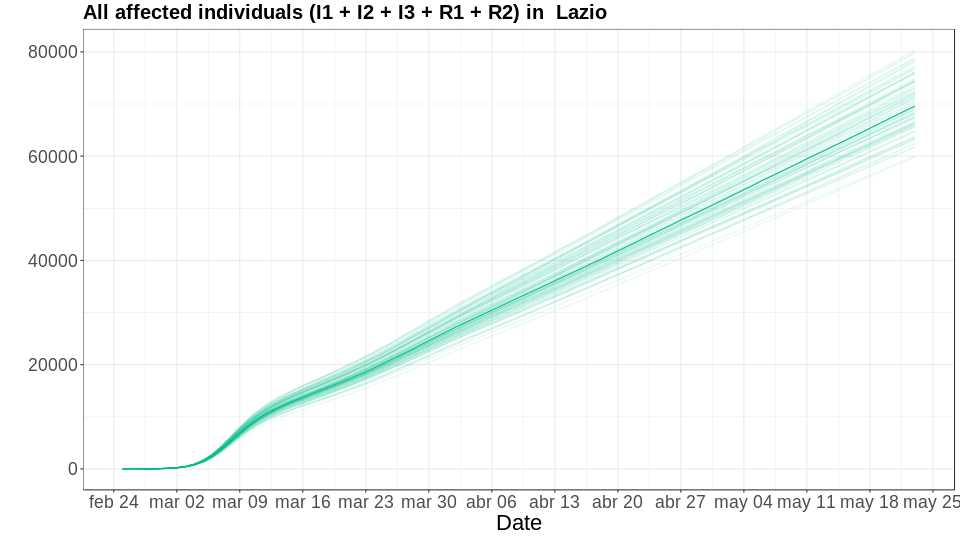 All affected individuals (I1 + I2 + I3 + R1 + R2) in  Lazio
80000
60000
40000
20000
0
feb 24 mar 02 mar 09 mar 16 mar 23 mar 30 abr 06 abr 13 abr 20 abr 27 may 04 may 11 may 18 may 25
Date